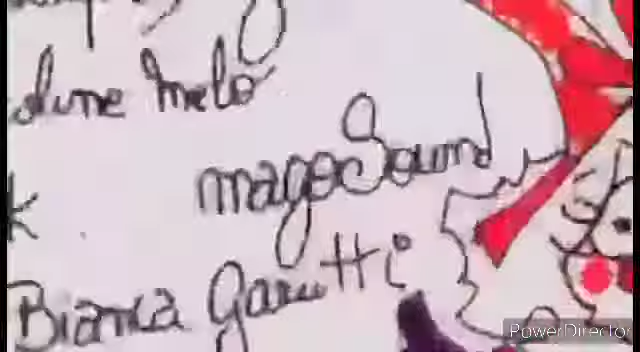 dune melo
magoSound
K
Bianca Garutti
PowerDirector